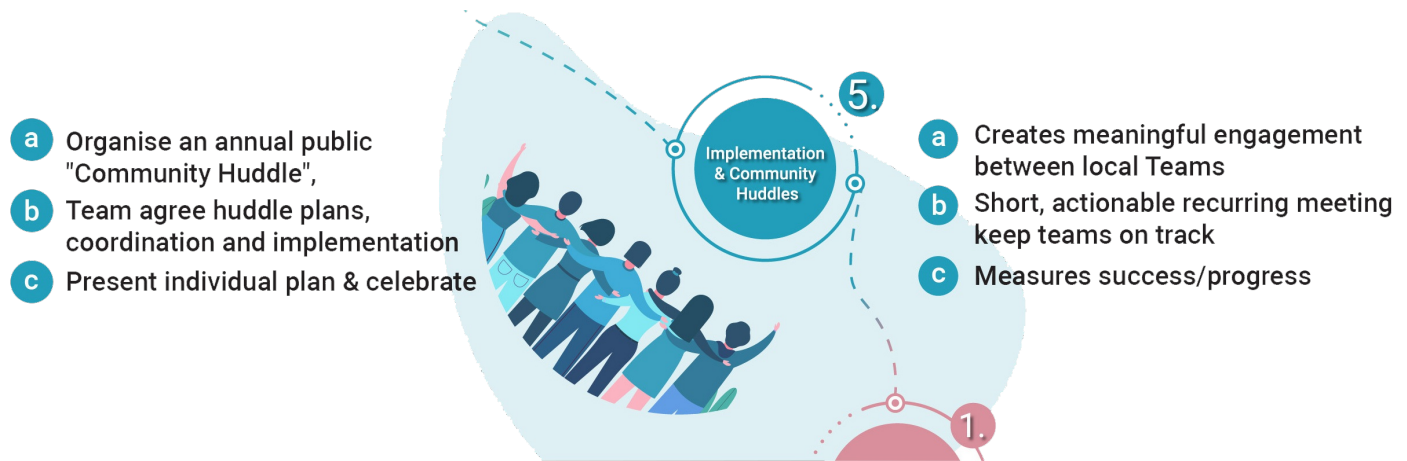 a Organise an annual public
"Community Huddle",
b Team agree huddle plans,
coordination and implementation
c Present individual plan & celebrate
5.
Implementation
& Community
Huddles
a Creates meaningful engagement
between local Teams
b Short, actionable recurring meeting
keep teams on track
c Measures success/progress
1.